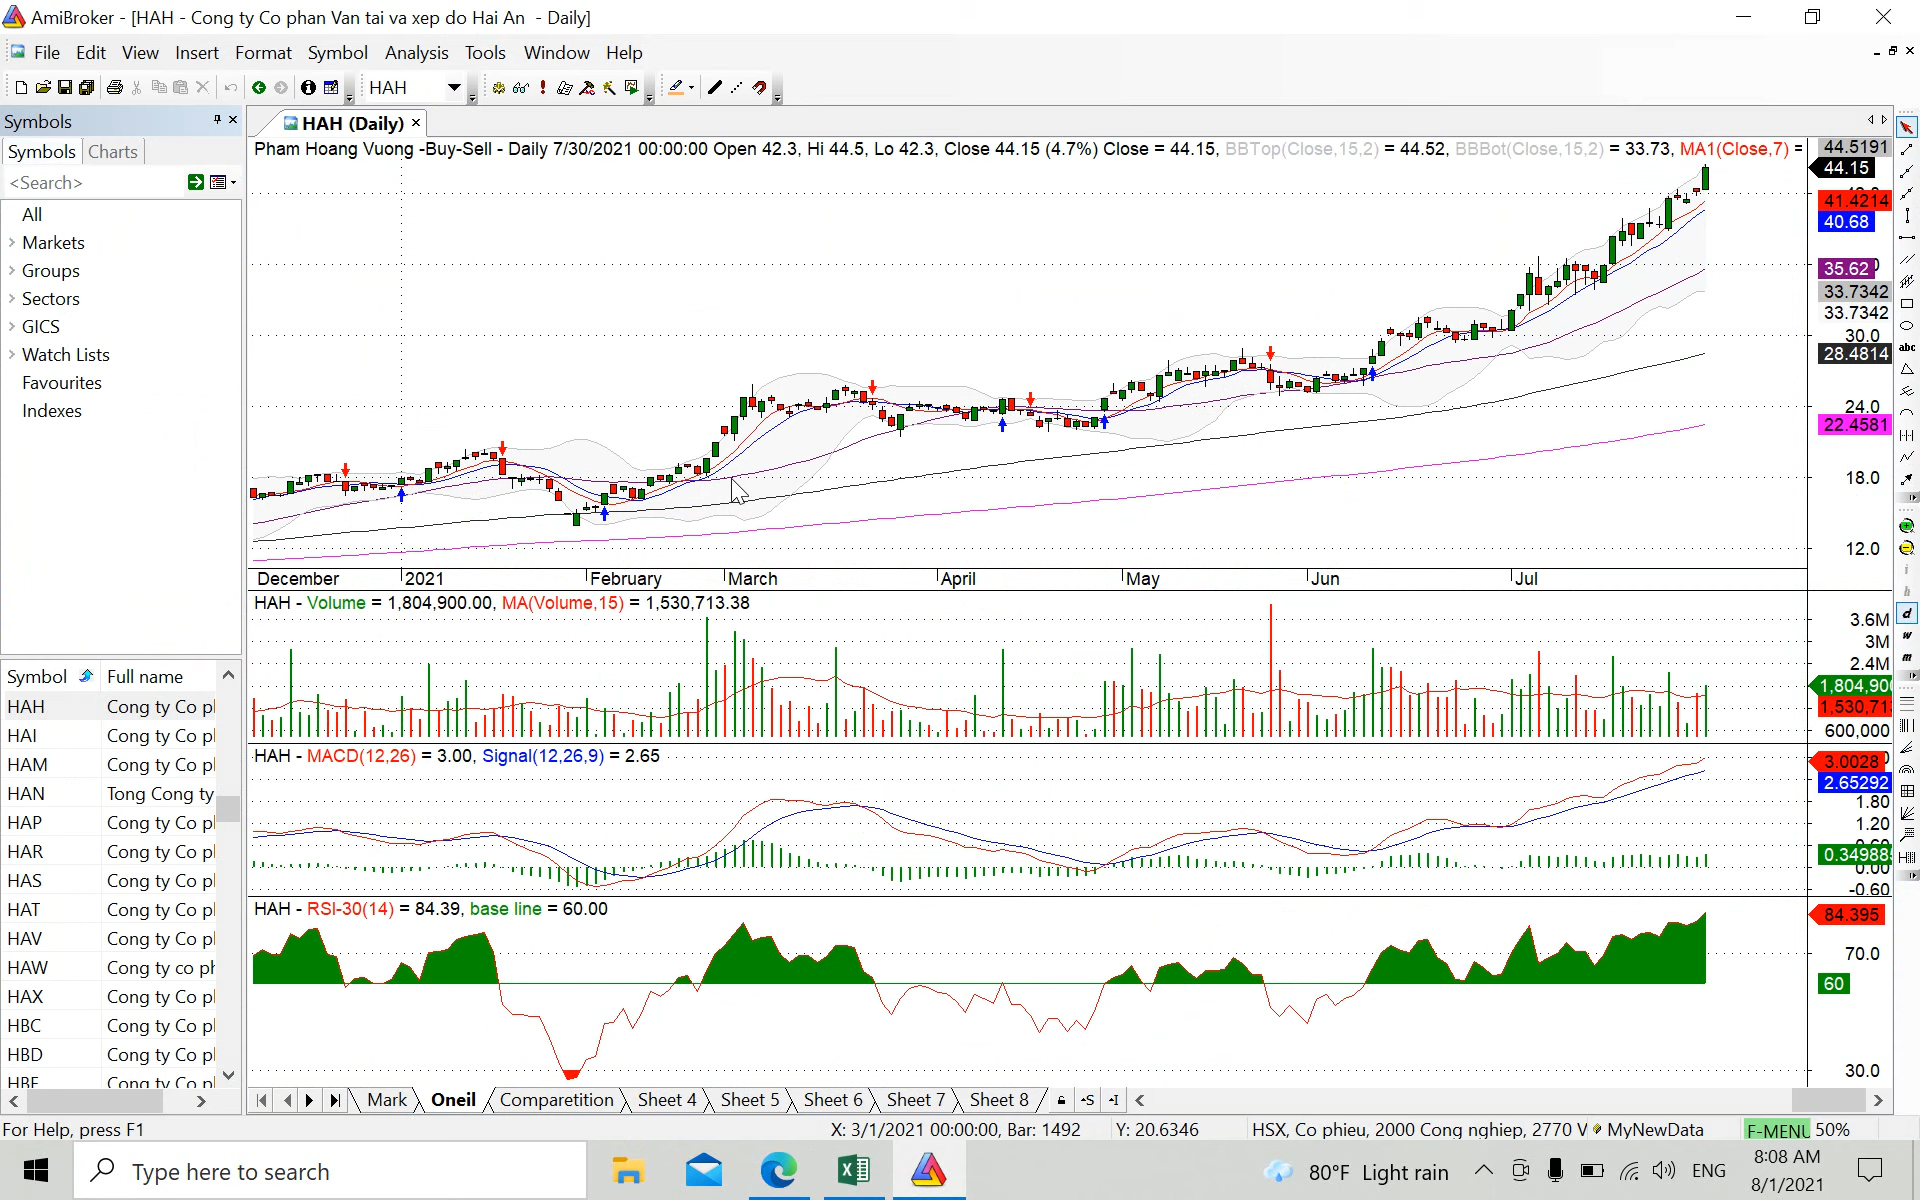 AmiBroker - [HAH - Cong ty Co phan Van tai va xep do Hai An - Daily]
File Edit View Insert Format Symbol Analysis Tools Window Help
HAH
Symbols
Symbols Charts
<Search>
All
Markets
Groups
Sectors
GICS
Watch Lists
Favourites
Indexes
Symbol Full name
HAH Cong ty Co pl
HAI Cong ty Co pl
HAM Cong ty Co pl
HAN Tong Cong ty
HAP Cong ty Co pl
HAR Cong ty Co pl
HAS Cong ty Co pl
HAT Cong ty Co pl
HAV Cong ty Co pl
HAW Cong ty co ph
HAX Cong ty Co pl
HBC Cong ty Co pl
HBD Cong ty Co pl
HBE Cong ty Co pl
HAH (Daily)
Pham Hoang Vuong -Buy-Sell - Daily 7/30/2021 00:00:00 Open 42.3, Hi 44.5, Lo 42.3, Close 44.15 (4.7%) Close = 44.15, BBTop(Close,15,2) = 44.52, BBBot(Close,15,2) = 33.73, MA1(Close,7) =
44.5191
44.15
41.4214
40.68
35.62
33.7342
33.7342
30.0
28.4814
24.0
22.4581
18.0
12.0
December 2021 February March April May Jun Jul
HAH - Volume = 1,804,900.00, MA(Volume,15) = 1,530,713.38
3.6M
3M
2.4M
1,804,900
1,530,71
600,000
HAH - MACD(12,26) = 3.00, Signal(12,26,9) = 2.65
3.0028
2.65292
1.80
1.20
0.34988
0.00
-0.60
HAH - RSI-30(14) = 84.39, base line = 60.00
84.395
70.0
60
30.0
abc
d
w
m
Mark Oneil Comparetition Sheet 4 Sheet 5 Sheet 6 Sheet 7 Sheet 8
For Help, press F1 X: 3/1/2021 00:00:00, Bar: 1492 Y: 20.6346 HSX, Co phieu, 2000 Cong nghiep, 2770 V MyNewData F-MENU 50%
Type here to search
80°F Light rain ENG
8:08 AM
8/1/2021